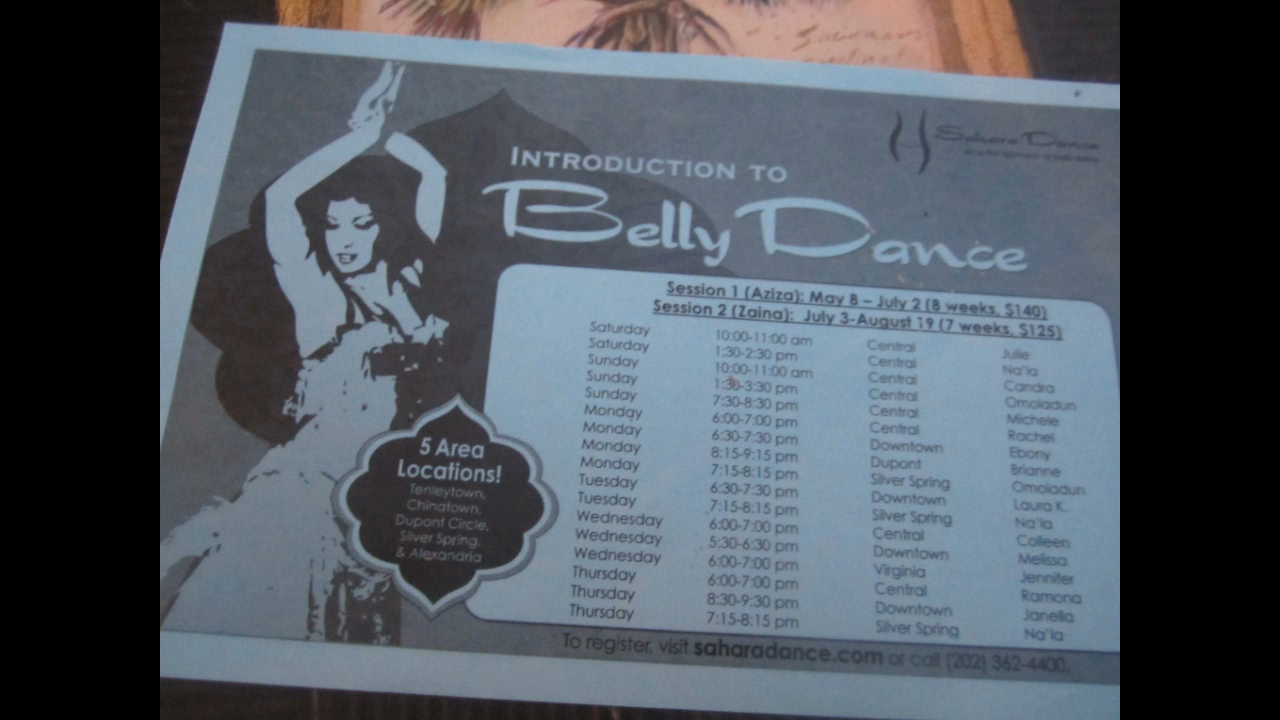 Sahara Dance
INTRODUCTION TO
Belly Dance
Session 1 (Aziza): May 8 – July 2 (8 weeks, $140)
Session 2 (Zaina): July 3-August 19 (7 weeks, $125)
Saturday 10:00-11:00 am Central Julie
Saturday 1:30-2:30 pm Central Na'la
Sunday 10:00-11:00 am Central Candra
Sunday 1:30-3:30 pm Central Omoladun
Sunday 7:30-8:30 pm Central Michele
Monday 6:00-7:00 pm Central Rachel
Monday 6:30-7:30 pm Downtown Ebony
Monday 8:15-9:15 pm Dupont Brianne
Monday 7:15-8:15 pm Silver Spring Omoladun
Tuesday 6:30-7:30 pm Downtown Laura K.
Tuesday 7:15-8:15 pm Silver Spring Na'la
Wednesday 6:00-7:00 pm Central Colleen
Wednesday 5:30-6:30 pm Downtown Melissa
Wednesday 6:00-7:00 pm Virginia Jennifer
Thursday 6:00-7:00 pm Central Ramona
Thursday 8:30-9:30 pm Downtown Janelle
Thursday 7:15-8:15 pm Silver Spring Na'la
5 Area
Locations!
Tenleytown,
Chinatown,
Dupont Circle,
Silver Spring,
& Alexandria
To register, visit saharadance.com or call (202) 362-4400.